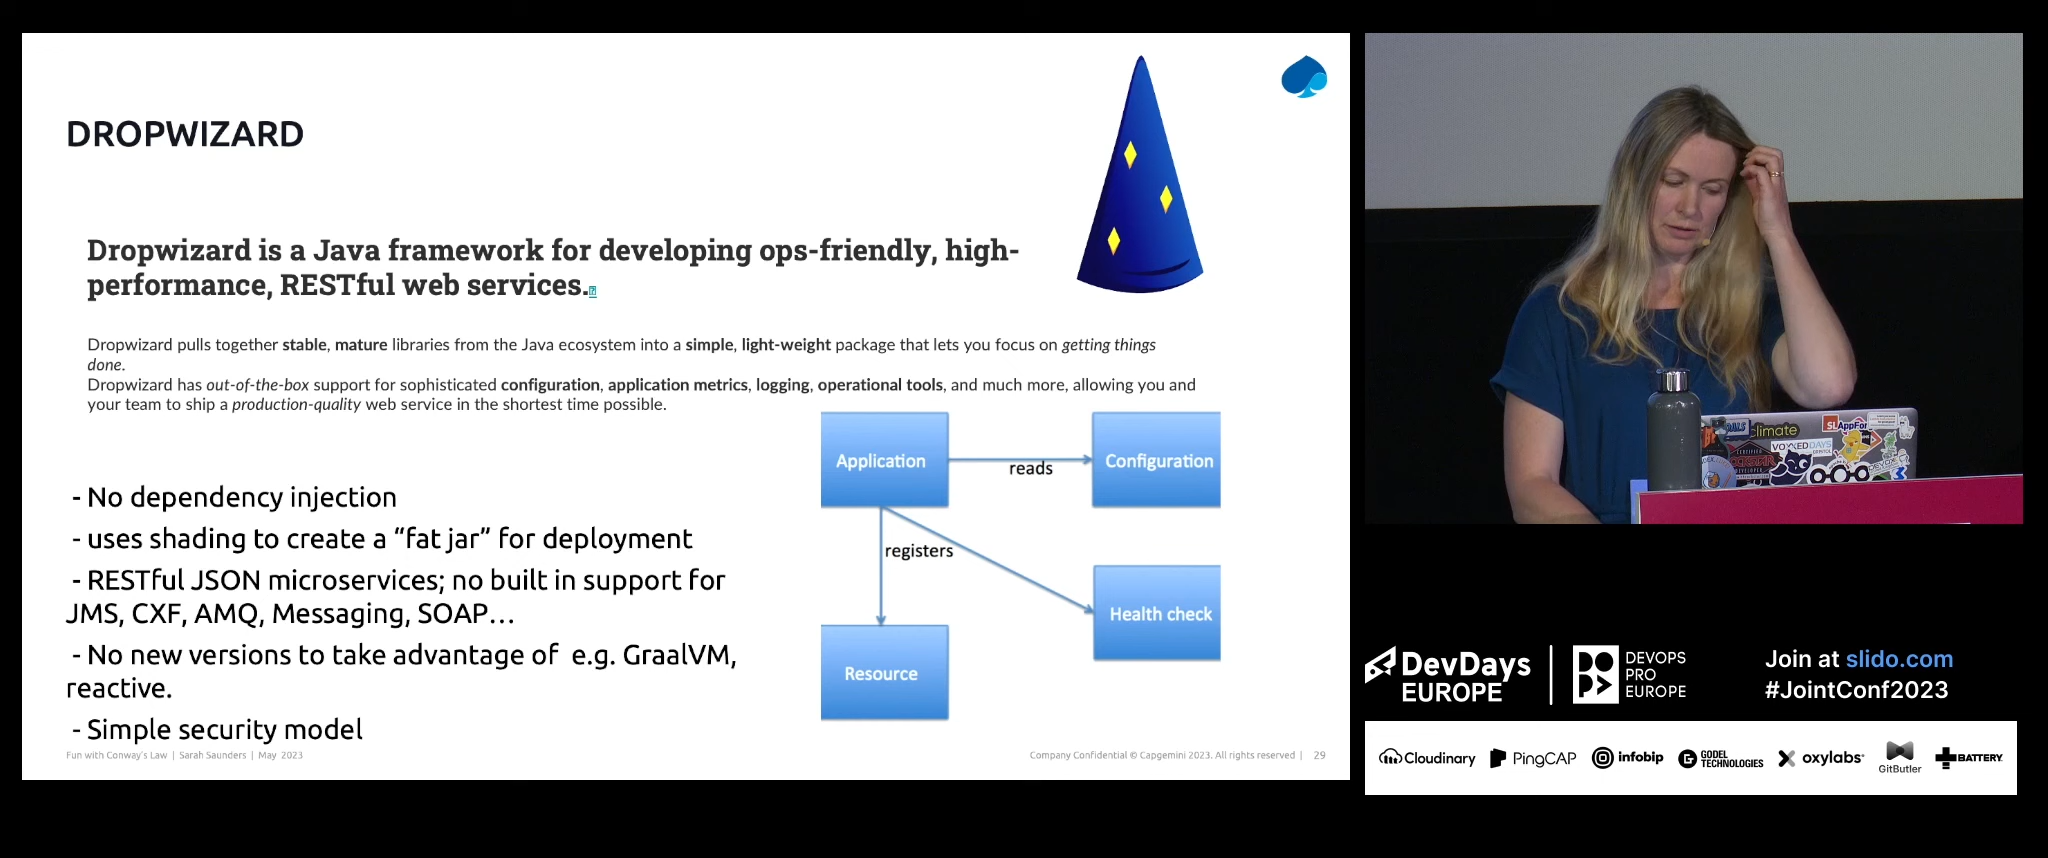 DROPWIZARD
Dropwizard is a Java framework for developing ops-friendly, high-
performance, RESTful web services.
Dropwizard pulls together stable, mature libraries from the Java ecosystem into a simple, light-weight package that lets you focus on getting things
done.
Dropwizard has out-of-the-box support for sophisticated configuration, application metrics, logging, operational tools, and much more, allowing you and
your team to ship a production-quality web service in the shortest time possible.
- No dependency injection
- uses shading to create a “fat jar” for deployment
- RESTful JSON microservices; no built in support for
JMS, CXF, AMQ, Messaging, SOAP…
- No new versions to take advantage of e.g. GraalVM,
reactive.
- Simple security model
Application
reads
Configuration
registers
Health check
Resource
Fun with Conway's Law | Sarah Saunders | May 2023
Company Confidential © Capgemini 2023. All rights reserved | 29
climate
VOXXED DAYS
BRISTOL
AppFor
DevDays
EUROPE
DEVOPS
PRO
EUROPE
Join at slido.com
#JointConf2023
Cloudinary
PingCAP
infobip
GODEL
TECHNOLOGIES
oxylabs
GitButler
BATTERY